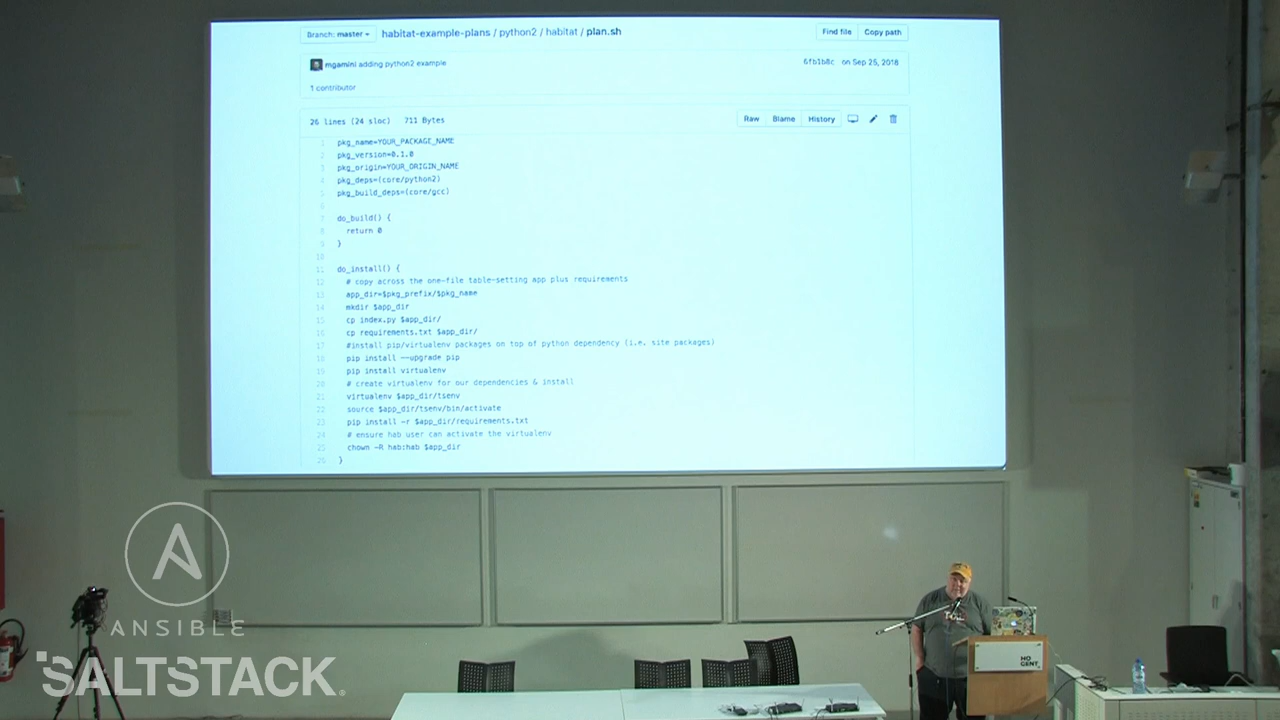 Branch: master
habitat-example-plans / python2 / habitat / plan.sh
Find file
Copy path
mgamini adding python2 example
6fb1b8c on Sep 25, 2018
1 contributor
26 lines (24 sloc) 711 Bytes
Raw
Blame
History
1 pkg_name=YOUR_PACKAGE_NAME
2 pkg_version=0.1.0
3 pkg_origin=YOUR_ORIGIN_NAME
4 pkg_deps=(core/python2)
5 pkg_build_deps=(core/gcc)
6
7 do_build() {
8 return 0
9 }
10
11 do_install() {
12 # copy across the one-file table-setting app plus requirements
13 app_dir=$pkg_prefix/$pkg_name
14 mkdir $app_dir
15 cp index.py $app_dir/
16 cp requirements.txt $app_dir/
17 #install pip/virtualenv packages on top of python dependency (i.e. site packages)
18 pip install --upgrade pip
19 pip install virtualenv
20 # create virtualenv for our dependencies & install
21 virtualenv $app_dir/tsenv
22 source $app_dir/tsenv/bin/activate
23 pip install -r $app_dir/requirements.txt
24 # ensure hab user can activate the virtualenv
25 chown -R hab:hab $app_dir
26 }
ANSIBLE
SALTSTACK
HO
GENT